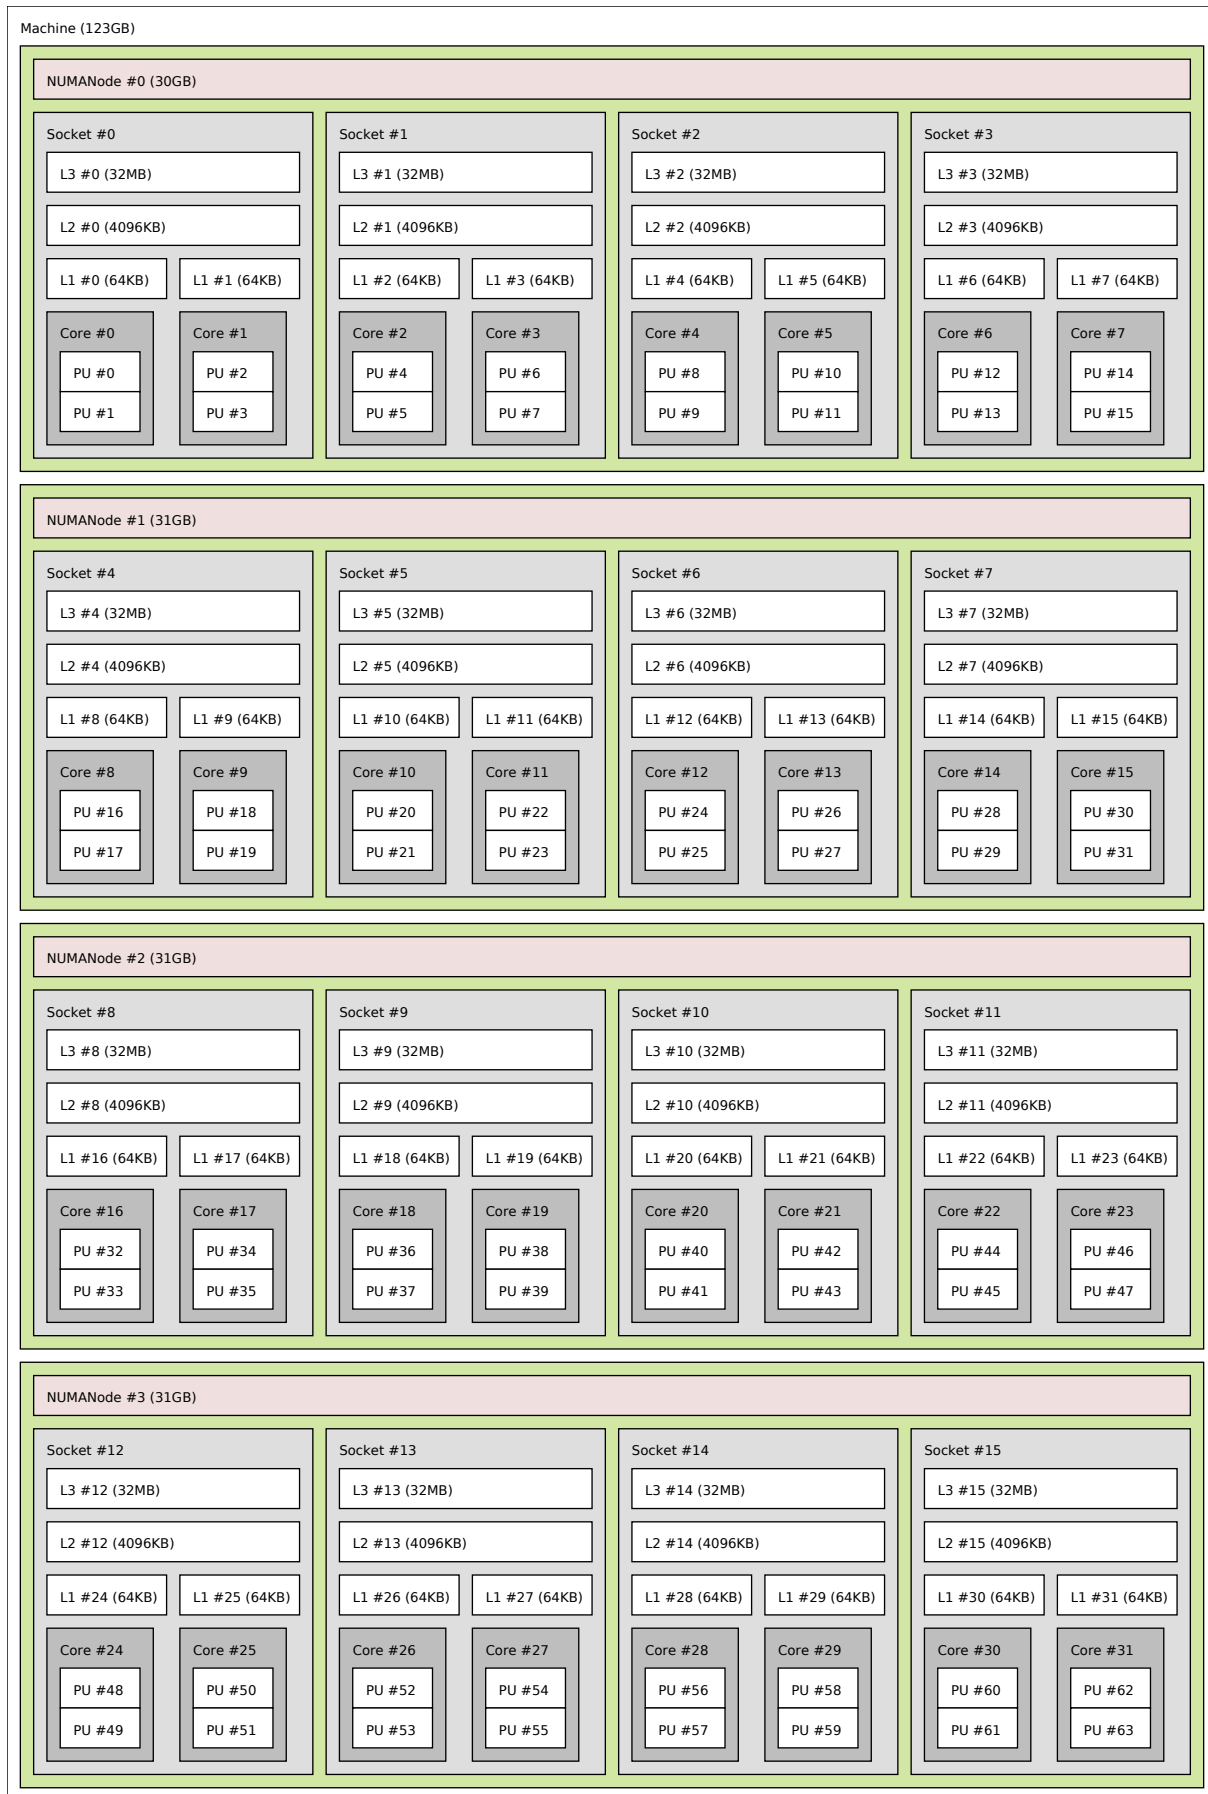 Machine (123GB)
NUMANode #0 (30GB)
Socket #0 Socket #1 Socket #2 Socket #3
L3 #0 (32MB) L3 #1 (32MB) L3 #2 (32MB) L3 #3 (32MB)
L2 #0 (4096KB) L2 #1 (4096KB) L2 #2 (4096KB) L2 #3 (4096KB)
L1 #0 (64KB) L1 #1 (64KB) L1 #2 (64KB) L1 #3 (64KB) L1 #4 (64KB) L1 #5 (64KB) L1 #6 (64KB) L1 #7 (64KB)
Core #0 Core #1 Core #2 Core #3 Core #4 Core #5 Core #6 Core #7
PU #0 PU #2 PU #4 PU #6 PU #8 PU #10 PU #12 PU #14
PU #1 PU #3 PU #5 PU #7 PU #9 PU #11 PU #13 PU #15
NUMANode #1 (31GB)
Socket #4 Socket #5 Socket #6 Socket #7
L3 #4 (32MB) L3 #5 (32MB) L3 #6 (32MB) L3 #7 (32MB)
L2 #4 (4096KB) L2 #5 (4096KB) L2 #6 (4096KB) L2 #7 (4096KB)
L1 #8 (64KB) L1 #9 (64KB) L1 #10 (64KB) L1 #11 (64KB) L1 #12 (64KB) L1 #13 (64KB) L1 #14 (64KB) L1 #15 (64KB)
Core #8 Core #9 Core #10 Core #11 Core #12 Core #13 Core #14 Core #15
PU #16 PU #18 PU #20 PU #22 PU #24 PU #26 PU #28 PU #30
PU #17 PU #19 PU #21 PU #23 PU #25 PU #27 PU #29 PU #31
NUMANode #2 (31GB)
Socket #8 Socket #9 Socket #10 Socket #11
L3 #8 (32MB) L3 #9 (32MB) L3 #10 (32MB) L3 #11 (32MB)
L2 #8 (4096KB) L2 #9 (4096KB) L2 #10 (4096KB) L2 #11 (4096KB)
L1 #16 (64KB) L1 #17 (64KB) L1 #18 (64KB) L1 #19 (64KB) L1 #20 (64KB) L1 #21 (64KB) L1 #22 (64KB) L1 #23 (64KB)
Core #16 Core #17 Core #18 Core #19 Core #20 Core #21 Core #22 Core #23
PU #32 PU #34 PU #36 PU #38 PU #40 PU #42 PU #44 PU #46
PU #33 PU #35 PU #37 PU #39 PU #41 PU #43 PU #45 PU #47
NUMANode #3 (31GB)
Socket #12 Socket #13 Socket #14 Socket #15
L3 #12 (32MB) L3 #13 (32MB) L3 #14 (32MB) L3 #15 (32MB)
L2 #12 (4096KB) L2 #13 (4096KB) L2 #14 (4096KB) L2 #15 (4096KB)
L1 #24 (64KB) L1 #25 (64KB) L1 #26 (64KB) L1 #27 (64KB) L1 #28 (64KB) L1 #29 (64KB) L1 #30 (64KB) L1 #31 (64KB)
Core #24 Core #25 Core #26 Core #27 Core #28 Core #29 Core #30 Core #31
PU #48 PU #50 PU #52 PU #54 PU #56 PU #58 PU #60 PU #62
PU #49 PU #51 PU #53 PU #55 PU #57 PU #59 PU #61 PU #63